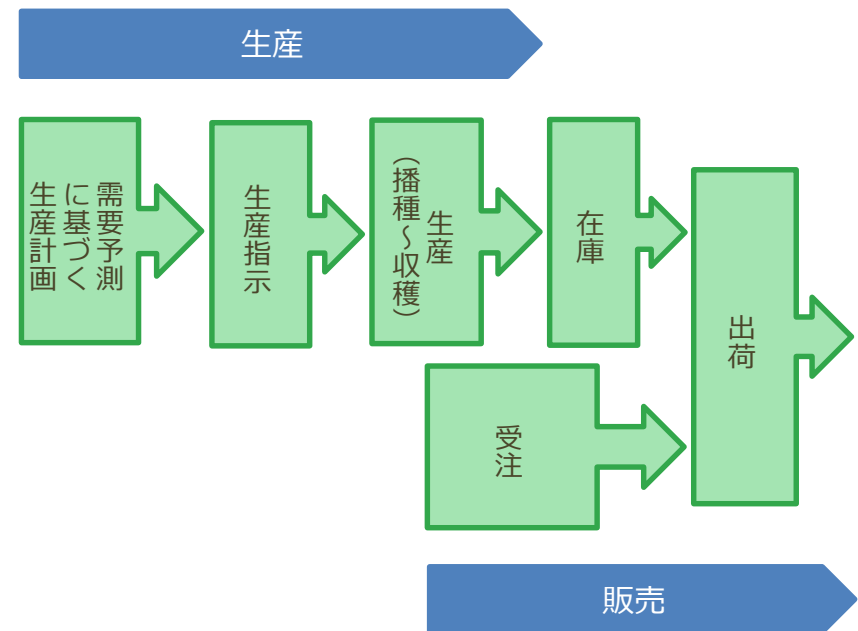 生産
需要予測
に基づく
生産計画
生産指示
生産
（播種～収穫）
在庫
出荷
受注
販売